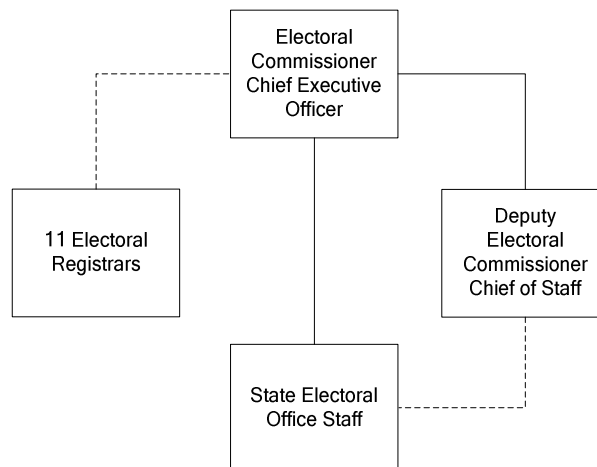 Electoral
Commissioner
Chief Executive
Officer
11 Electoral
Registrars
Deputy
Electoral
Commissioner
Chief of Staff
State Electoral
Office Staff